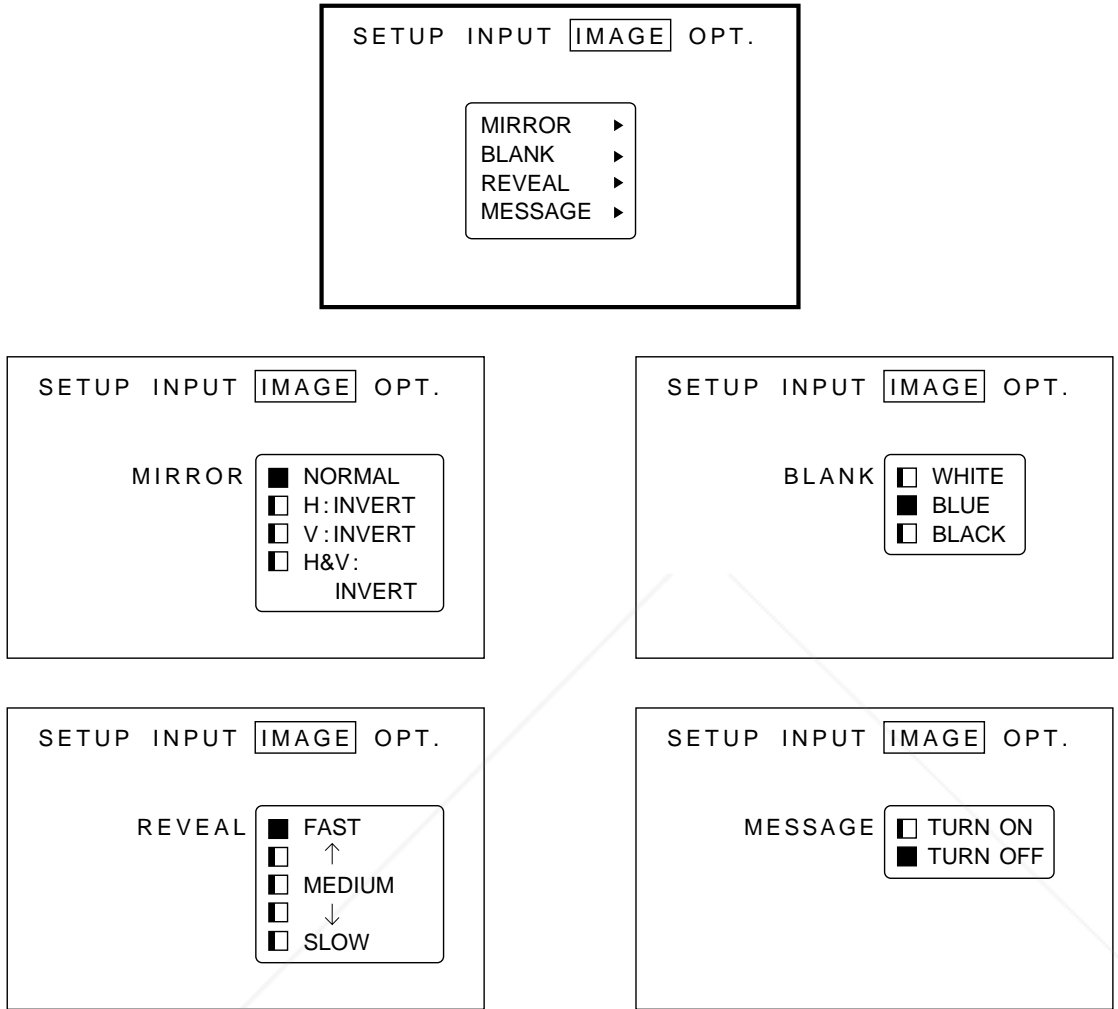 SETUP INPUT IMAGE OPT.
MIRROR
BLANK
REVEAL
MESSAGE
SETUP INPUT IMAGE OPT.
MIRROR
NORMAL
H:INVERT
V:INVERT
H&V:
INVERT
SETUP INPUT IMAGE OPT.
BLANK
WHITE
BLUE
BLACK
SETUP INPUT IMAGE OPT.
REVEAL
FAST
↑
MEDIUM
↓
SLOW
SETUP INPUT IMAGE OPT.
MESSAGE
TURN ON
TURN OFF